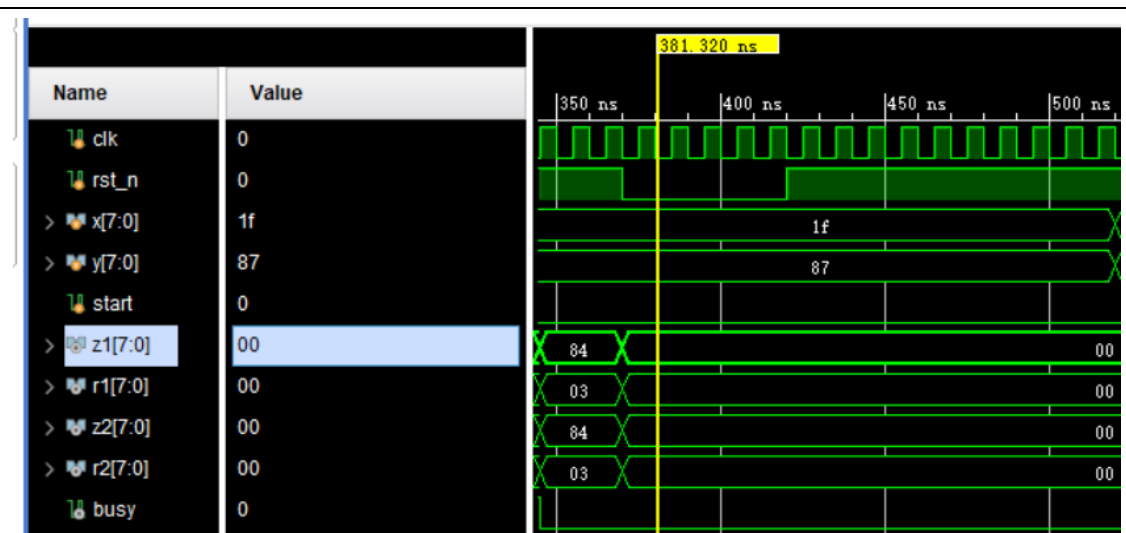 381.320 ns
Name Value
350 ns 400 ns 450 ns 500 ns
clk 0
rst_n 0
x[7:0] 1f 1f
y[7:0] 87 87
start 0
z1[7:0] 00 84 00
r1[7:0] 00 03 00
z2[7:0] 00 84 00
r2[7:0] 00 03 00
busy 0